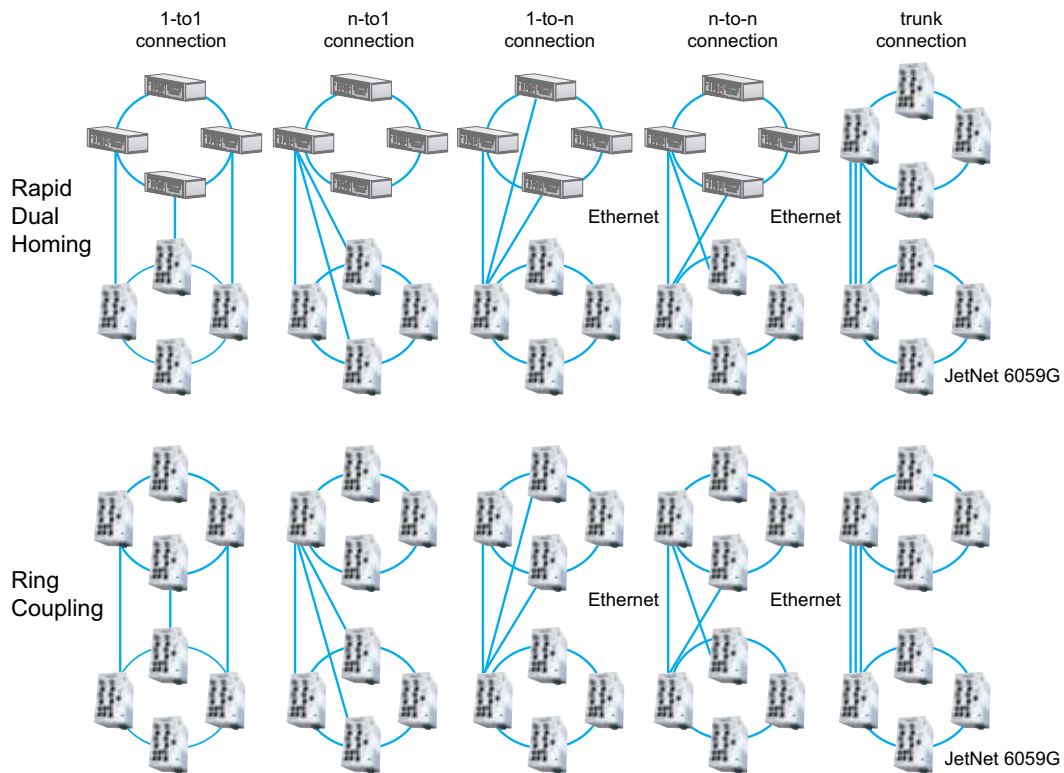 1-to1
connection
n-to1
connection
1-to-n
connection
n-to-n
connection
trunk
connection
Rapid
Dual
Homing
Ethernet
Ethernet
JetNet 6059G
Ring
Coupling
Ethernet
Ethernet
JetNet 6059G